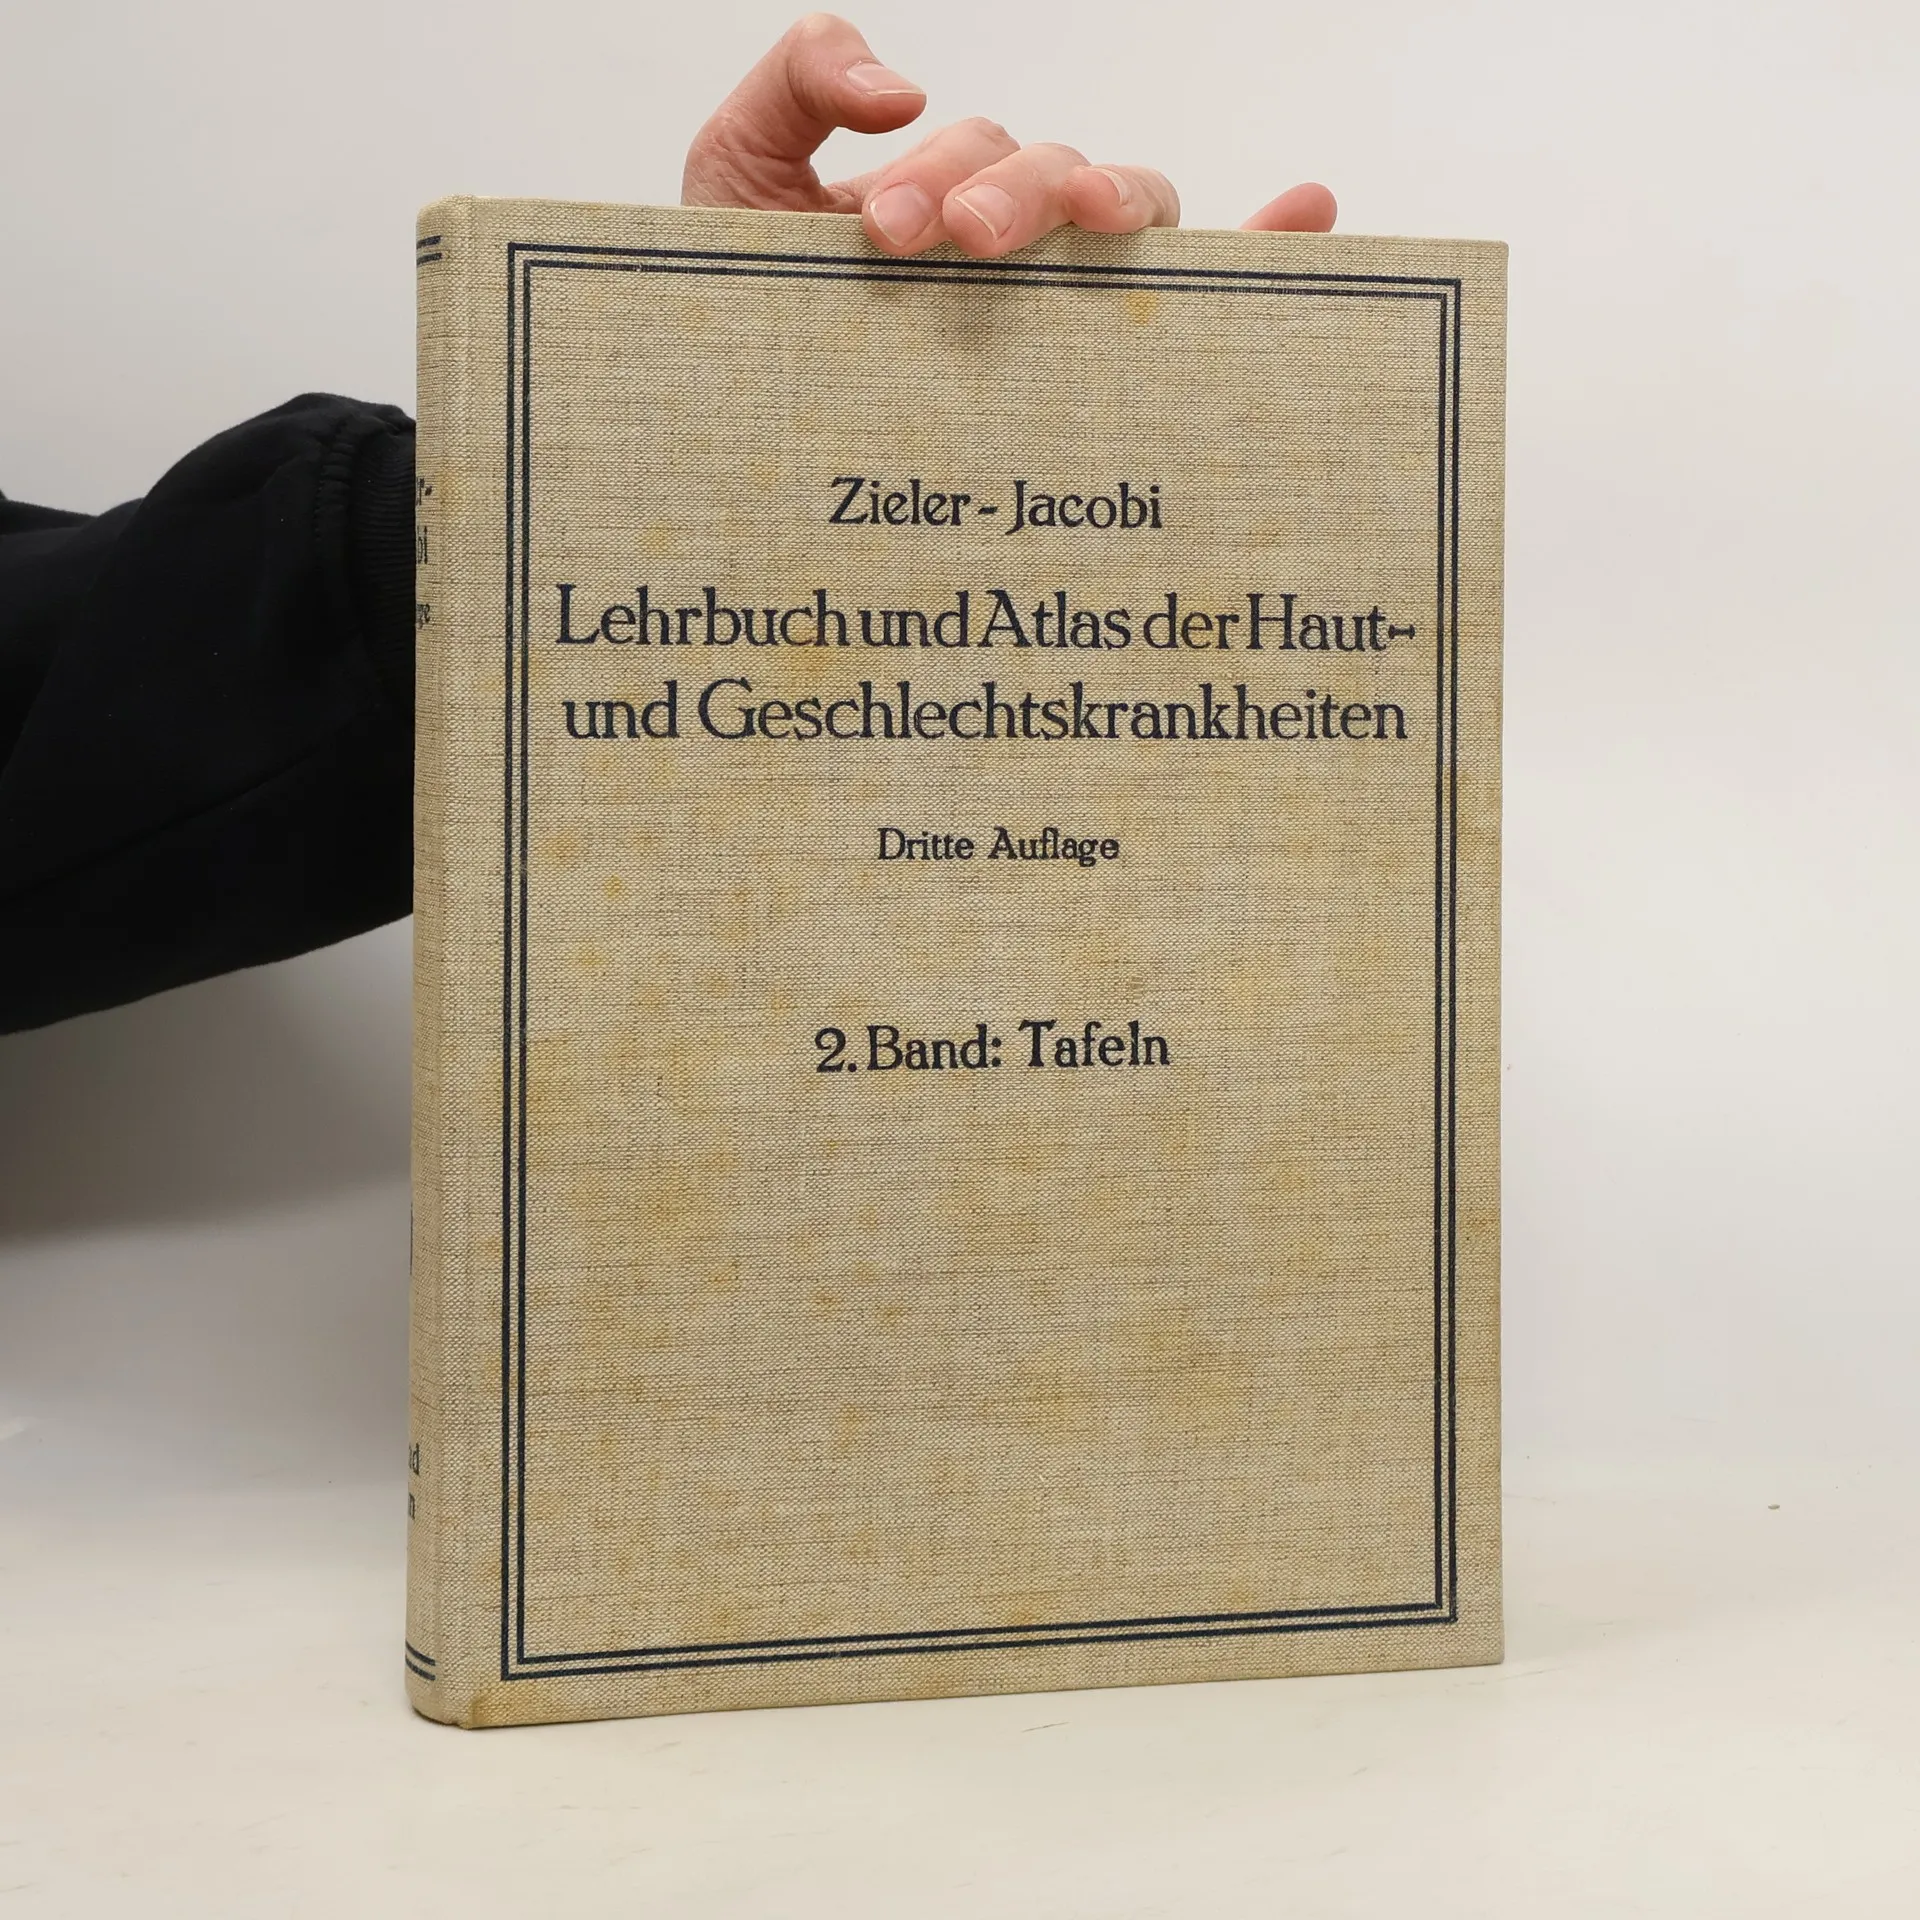 Zieler-Jacobi
Lehrbuch und Atlas der Haut-
und Geschlechtskrankheiten
Dritte Auflage
2. Band: Tafeln